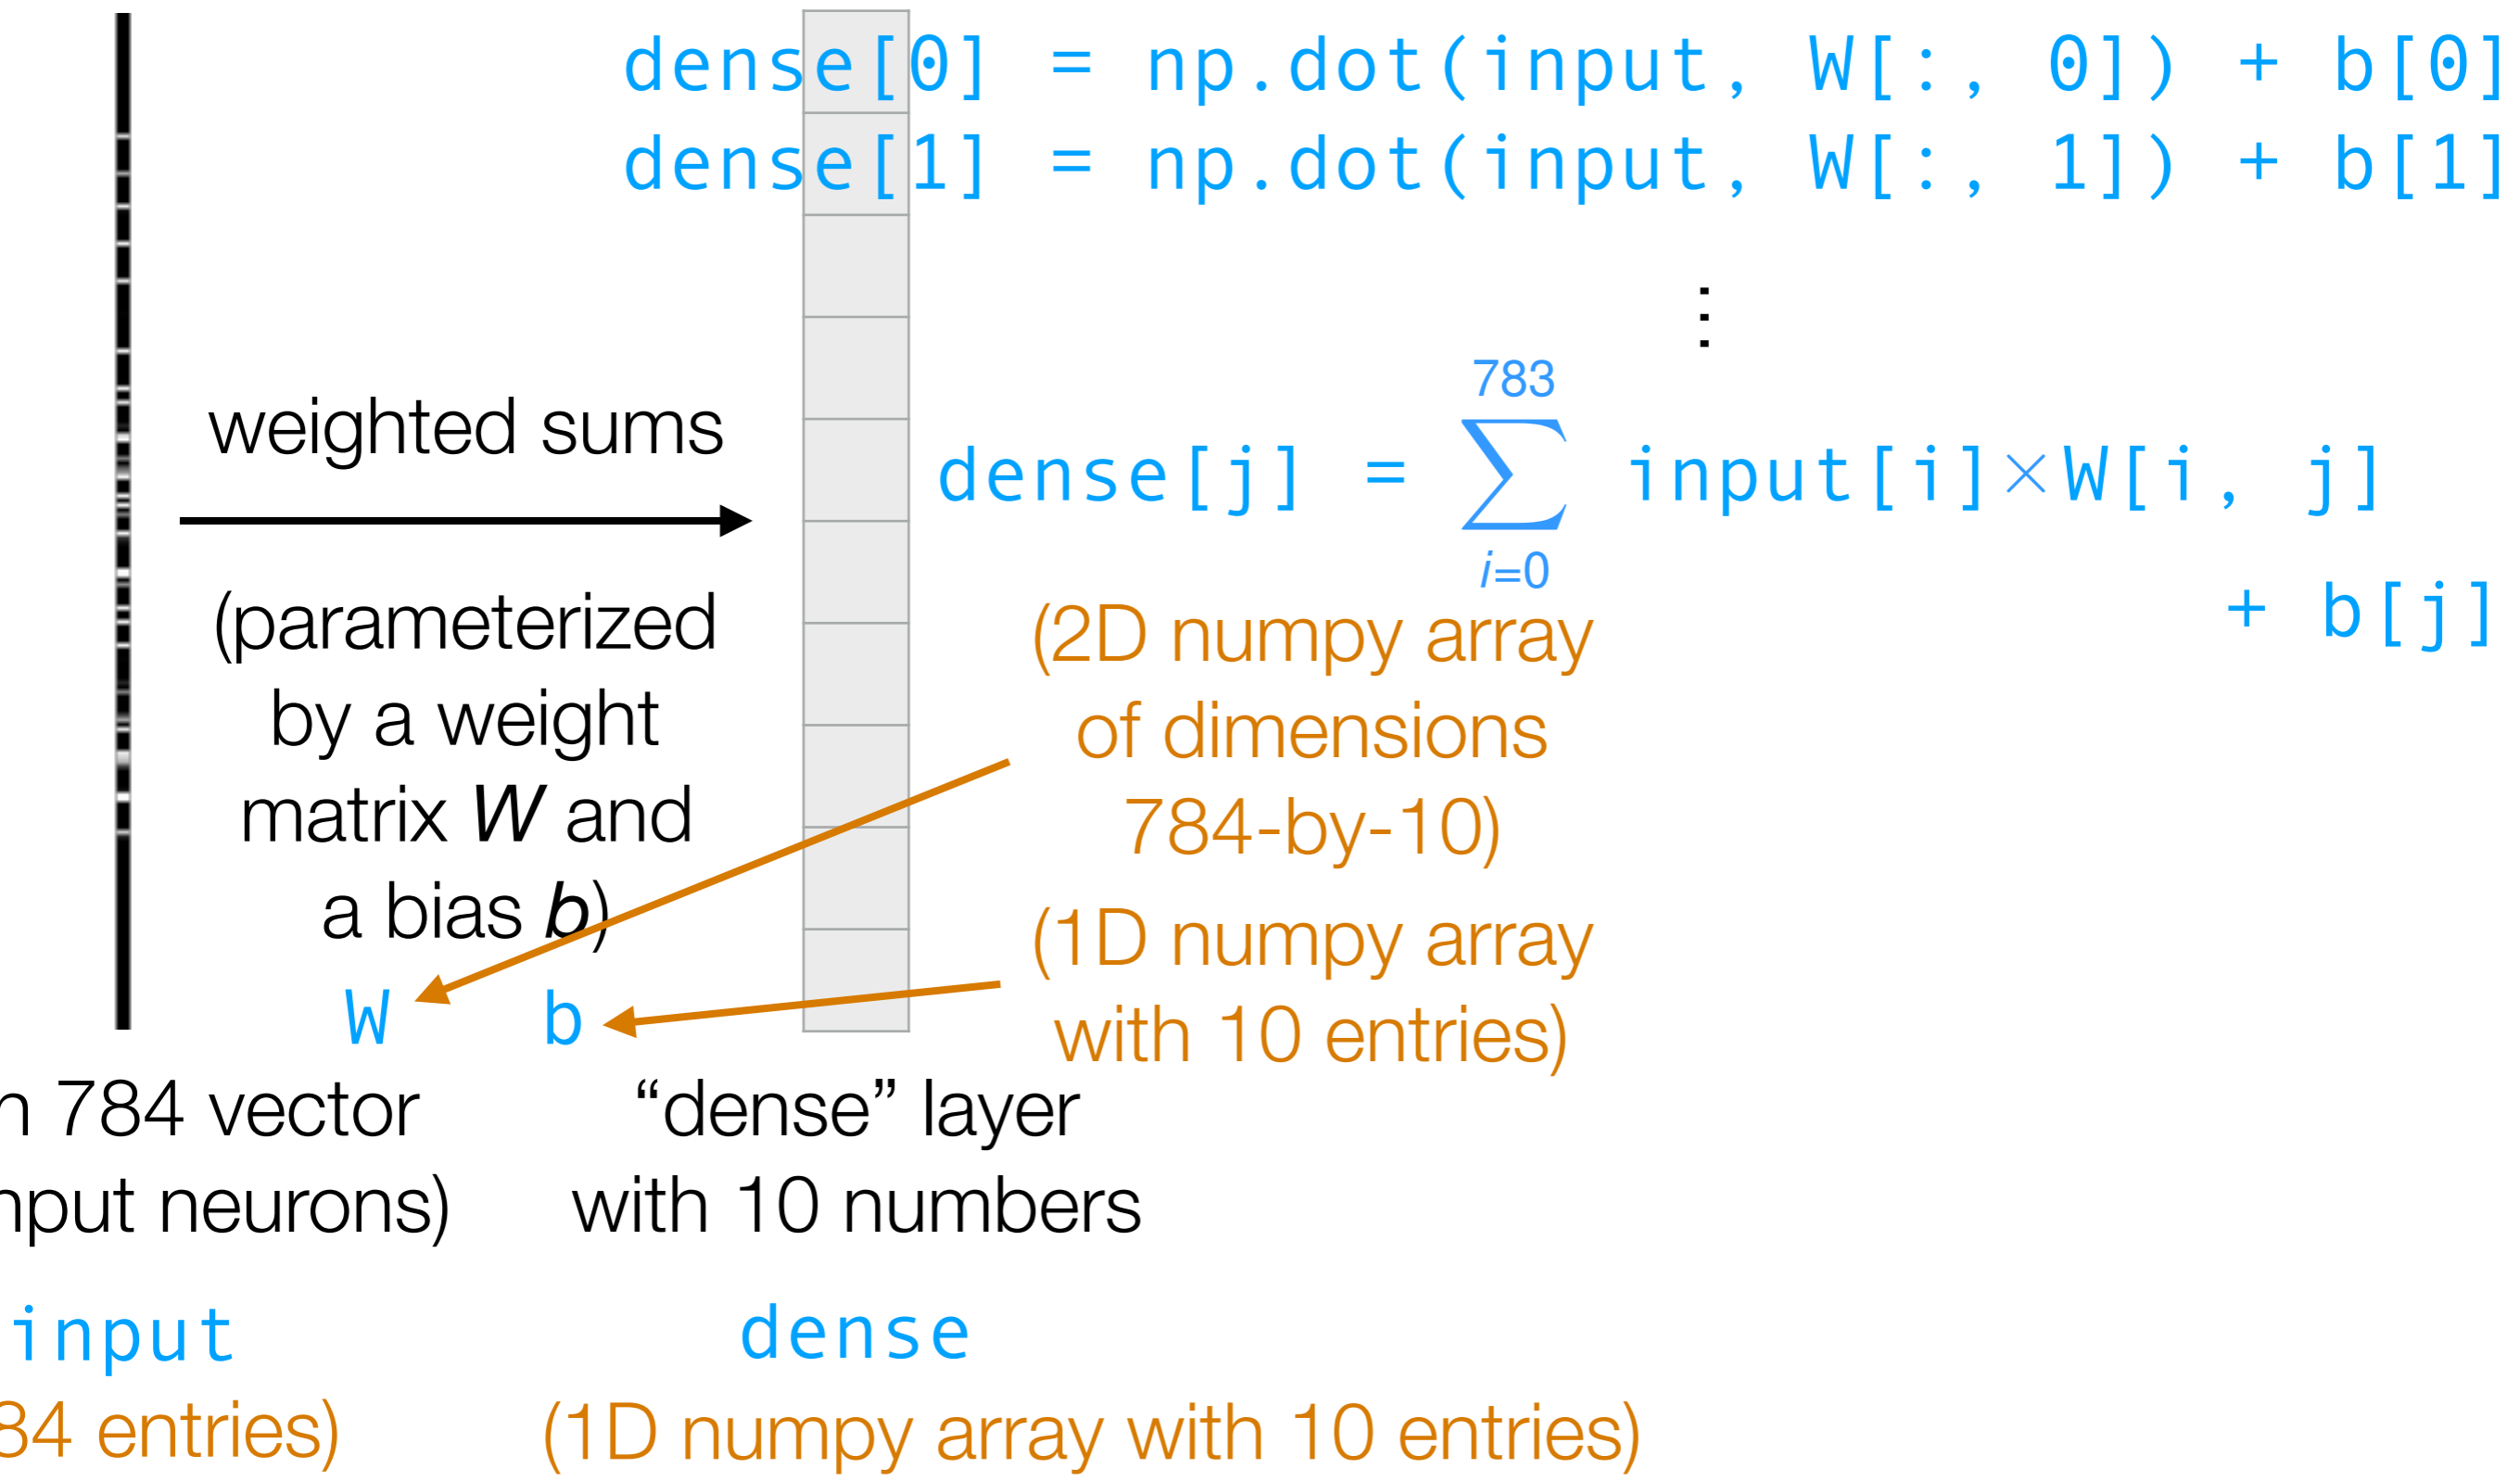 dense[0] = np.dot(input, W[:, 0]) + b[0]
dense[1] = np.dot(input, W[:, 1]) + b[1]
⋮
weighted sums
(parameterized
by a weight
matrix W and
a bias b)
W b
783
dense[j] = ∑ input[i]×W[i, j]
i=0
+ b[j]
(2D numpy array
of dimensions
784-by-10)
(1D numpy array
with 10 entries)
784 vector
neurons)
input
entries)
“dense” layer
with 10 numbers
dense
(1D numpy array with 10 entries)